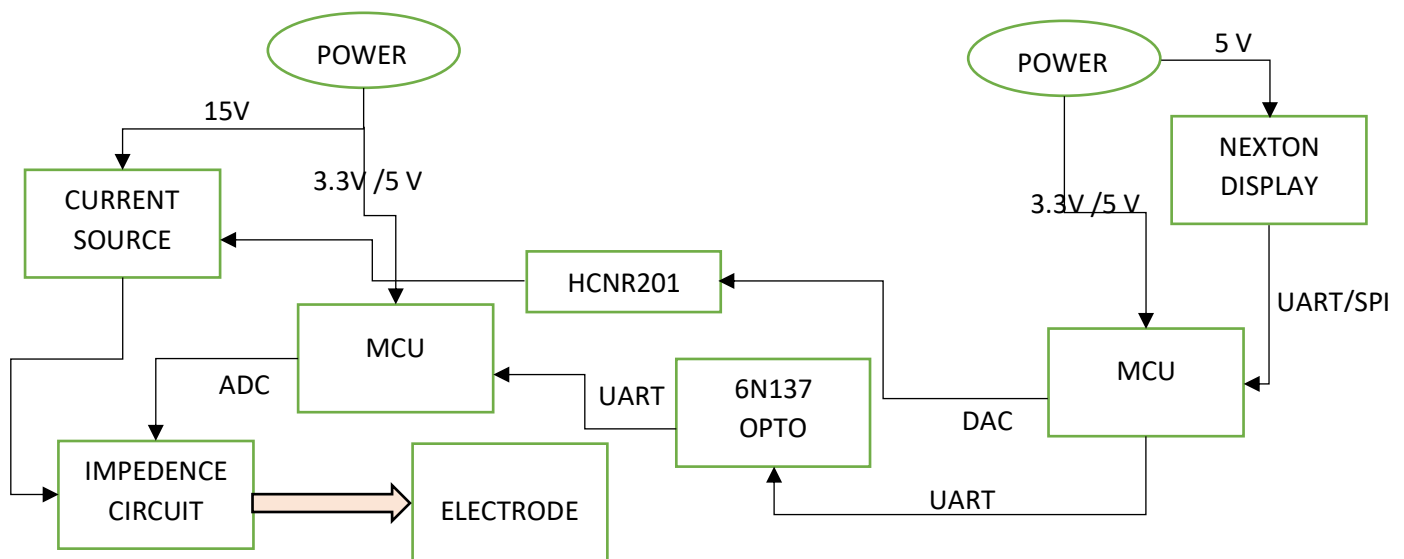 POWER
5 V
POWER
15V
NEXTON
DISPLAY
3.3V /5 V
3.3V /5 V
CURRENT
SOURCE
HCNR201
UART/SPI
MCU
MCU
ADC
UART
6N137
OPTO
DAC
IMPEDENCE
CIRCUIT
ELECTRODE
UART